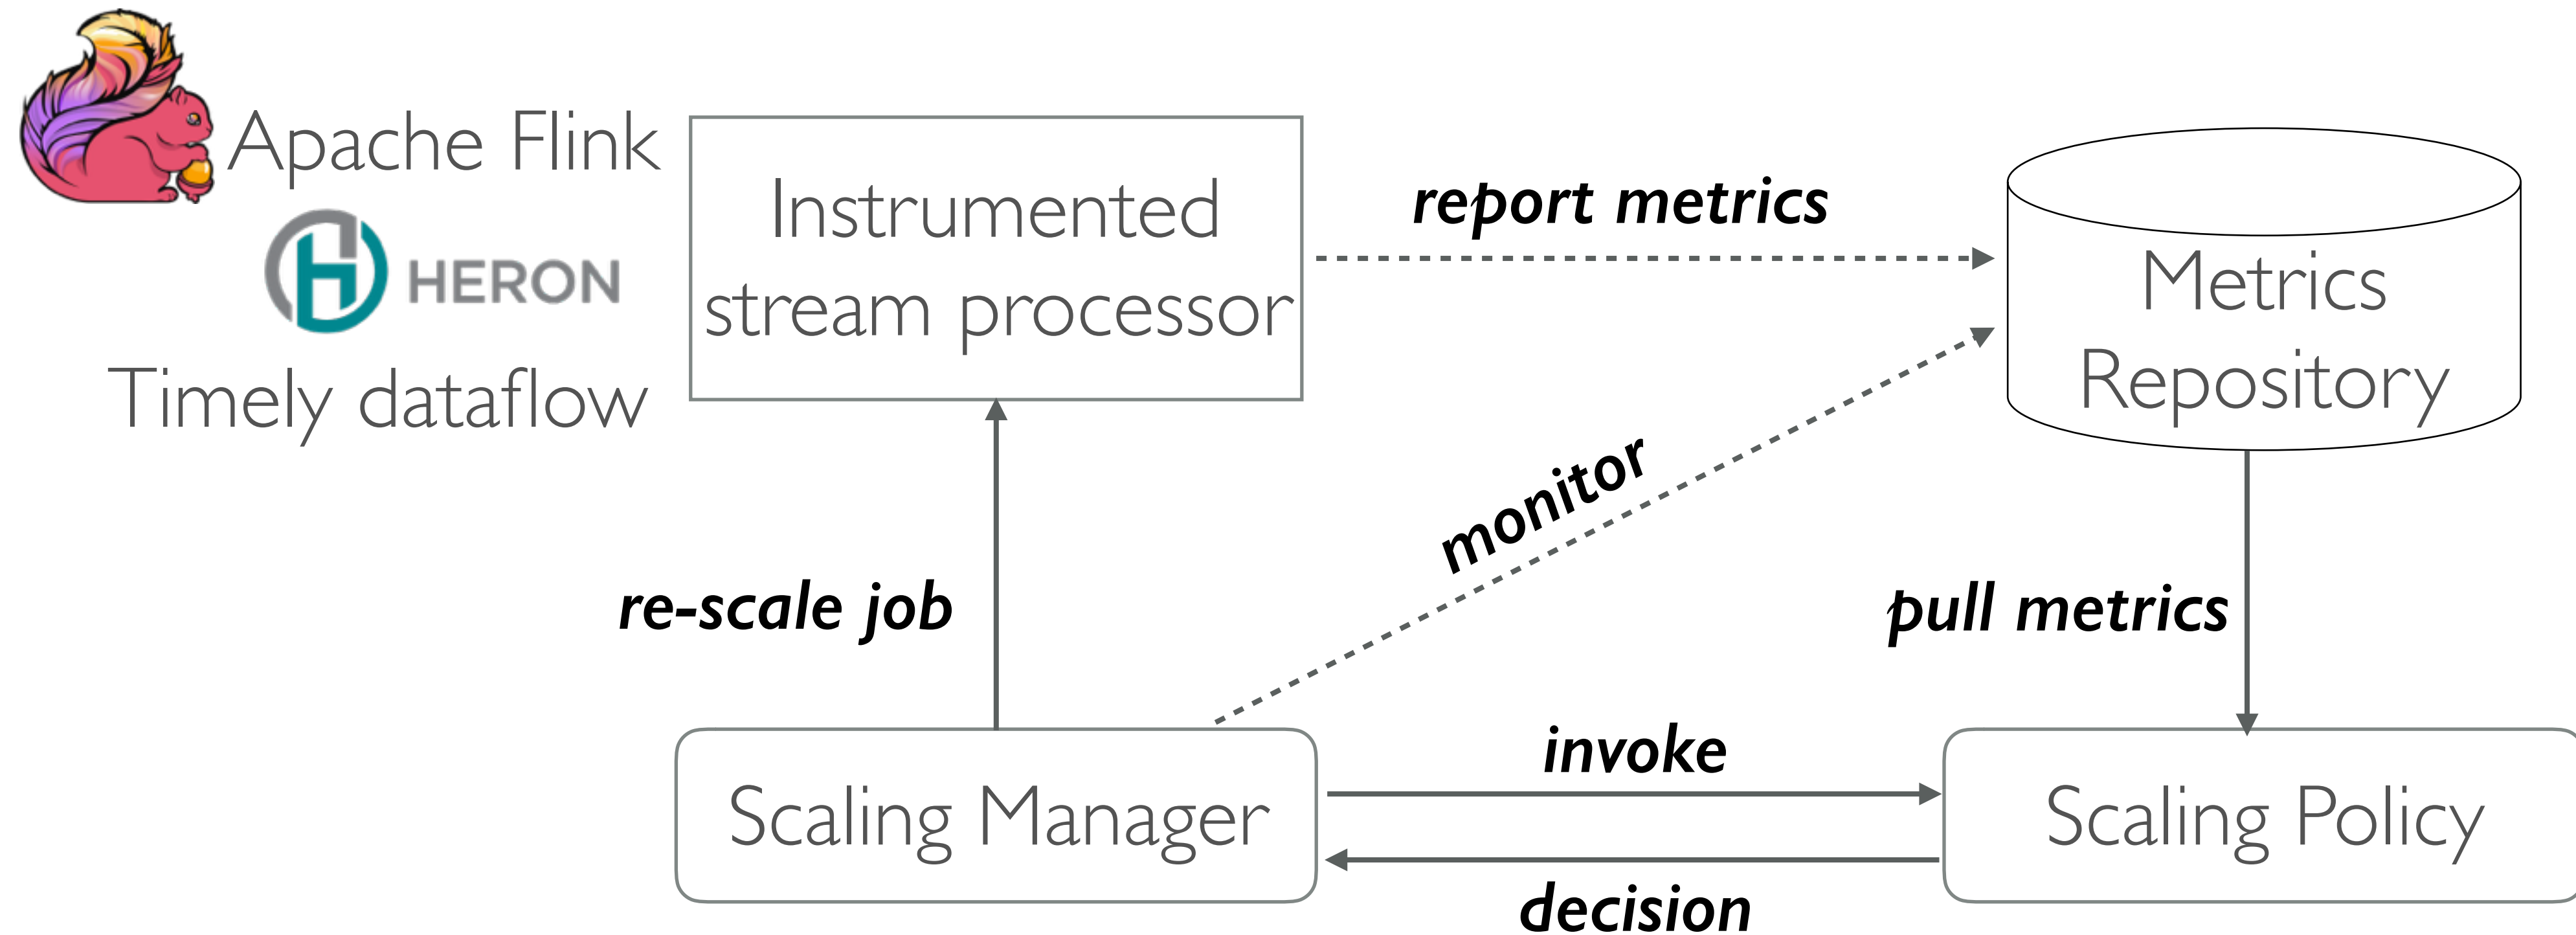 Apache Flink
HERON
Timely dataflow
Instrumented
stream processor
report metrics
Metrics
Repository
monitor
re-scale job
pull metrics
invoke
Scaling Manager
Scaling Policy
decision